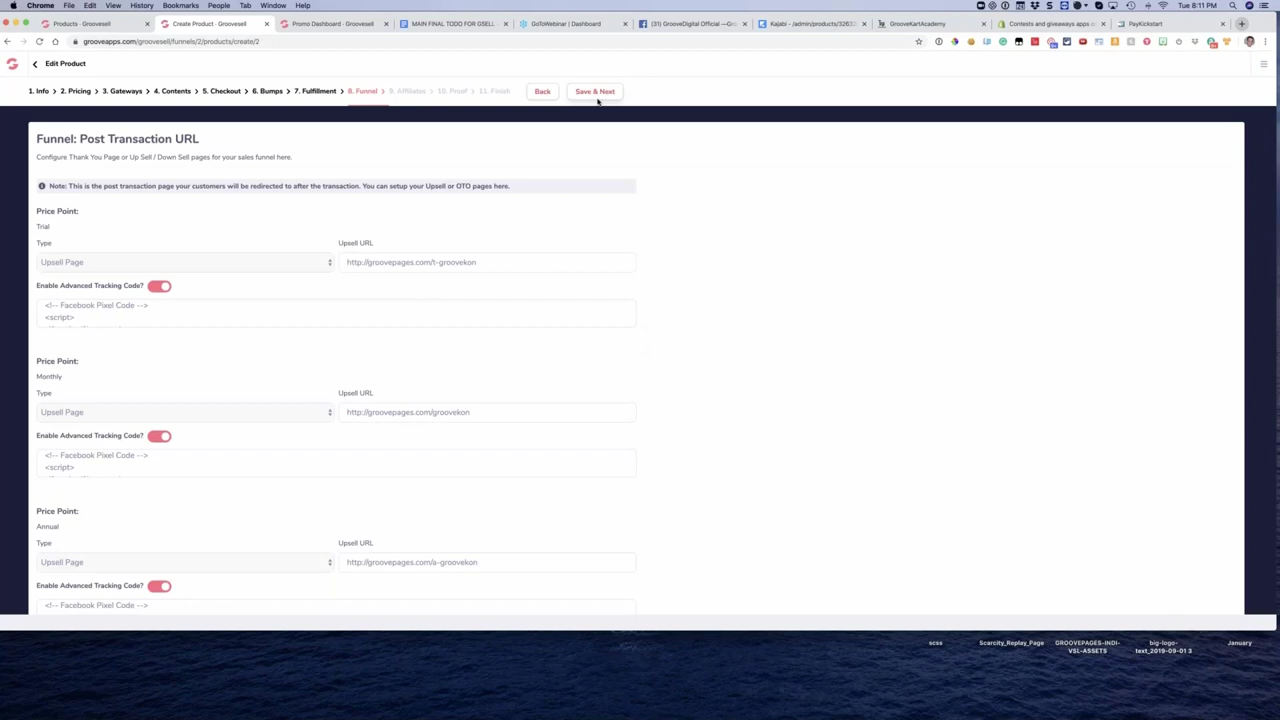 Chrome File Edit View History Bookmarks People Tab Window Help Tue 8:11 PM
Products - Groovesell
Create Product - Groovesell
Promo Dashboard - Groovesell
MAIN FINAL TODO FOR GSELL
GoToWebinar | Dashboard
(31) GrooveDigital Official —Gr
Kajabi - /admin/products/32632
GrooveKartAcademy
Contests and giveaways apps o
PayKickstart
grooveapps.com/groovesell/funnels/2/products/create/2
Edit Product
1. Info 2. Pricing 3. Gateways 4. Contents 5. Checkout 6. Bumps 7. Fulfillment 8. Funnel 9. Affiliates 10. Proof 11. Finish Back Save & Next
Funnel: Post Transaction URL
Configure Thank You Page or Up Sell / Down Sell pages for your sales funnel here.
Note: This is the post transaction page your customers will be redirected to after the transaction. You can setup your Upsell or OTO pages here.
Price Point:
Trial
Type Upsell URL
Upsell Page http://groovepages.com/t-groovekon
Enable Advanced Tracking Code?
<!-- Facebook Pixel Code -->
<script>
Price Point:
Monthly
Type Upsell URL
Upsell Page http://groovepages.com/groovekon
Enable Advanced Tracking Code?
<!-- Facebook Pixel Code -->
<script>
Price Point:
Annual
Type Upsell URL
Upsell Page http://groovepages.com/a-groovekon
Enable Advanced Tracking Code?
<!-- Facebook Pixel Code -->
scss Scarcity_Replay_Page GROOVEPAGES-INDI- big-logo- January
VSL-ASSETS text_2019-09-01 3